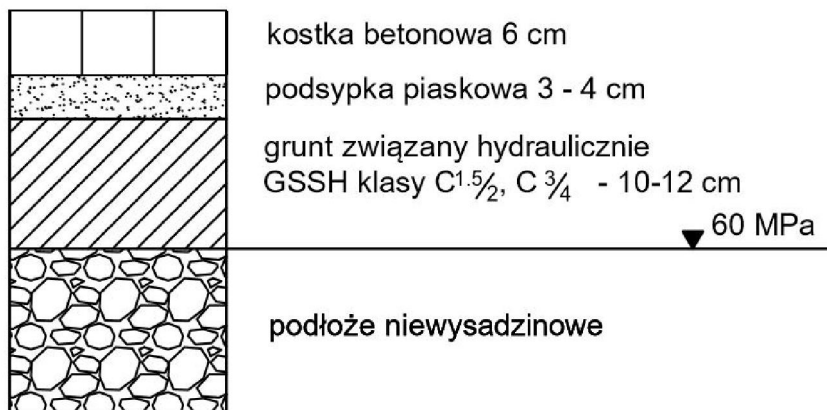 kostka betonowa 6 cm
podsypka piaskowa 3 - 4 cm
grunt związany hydraulicznie
GSSH klasy C1.5/2, C 3/4 - 10-12 cm
60 MPa
podłoże niewysadzinowe